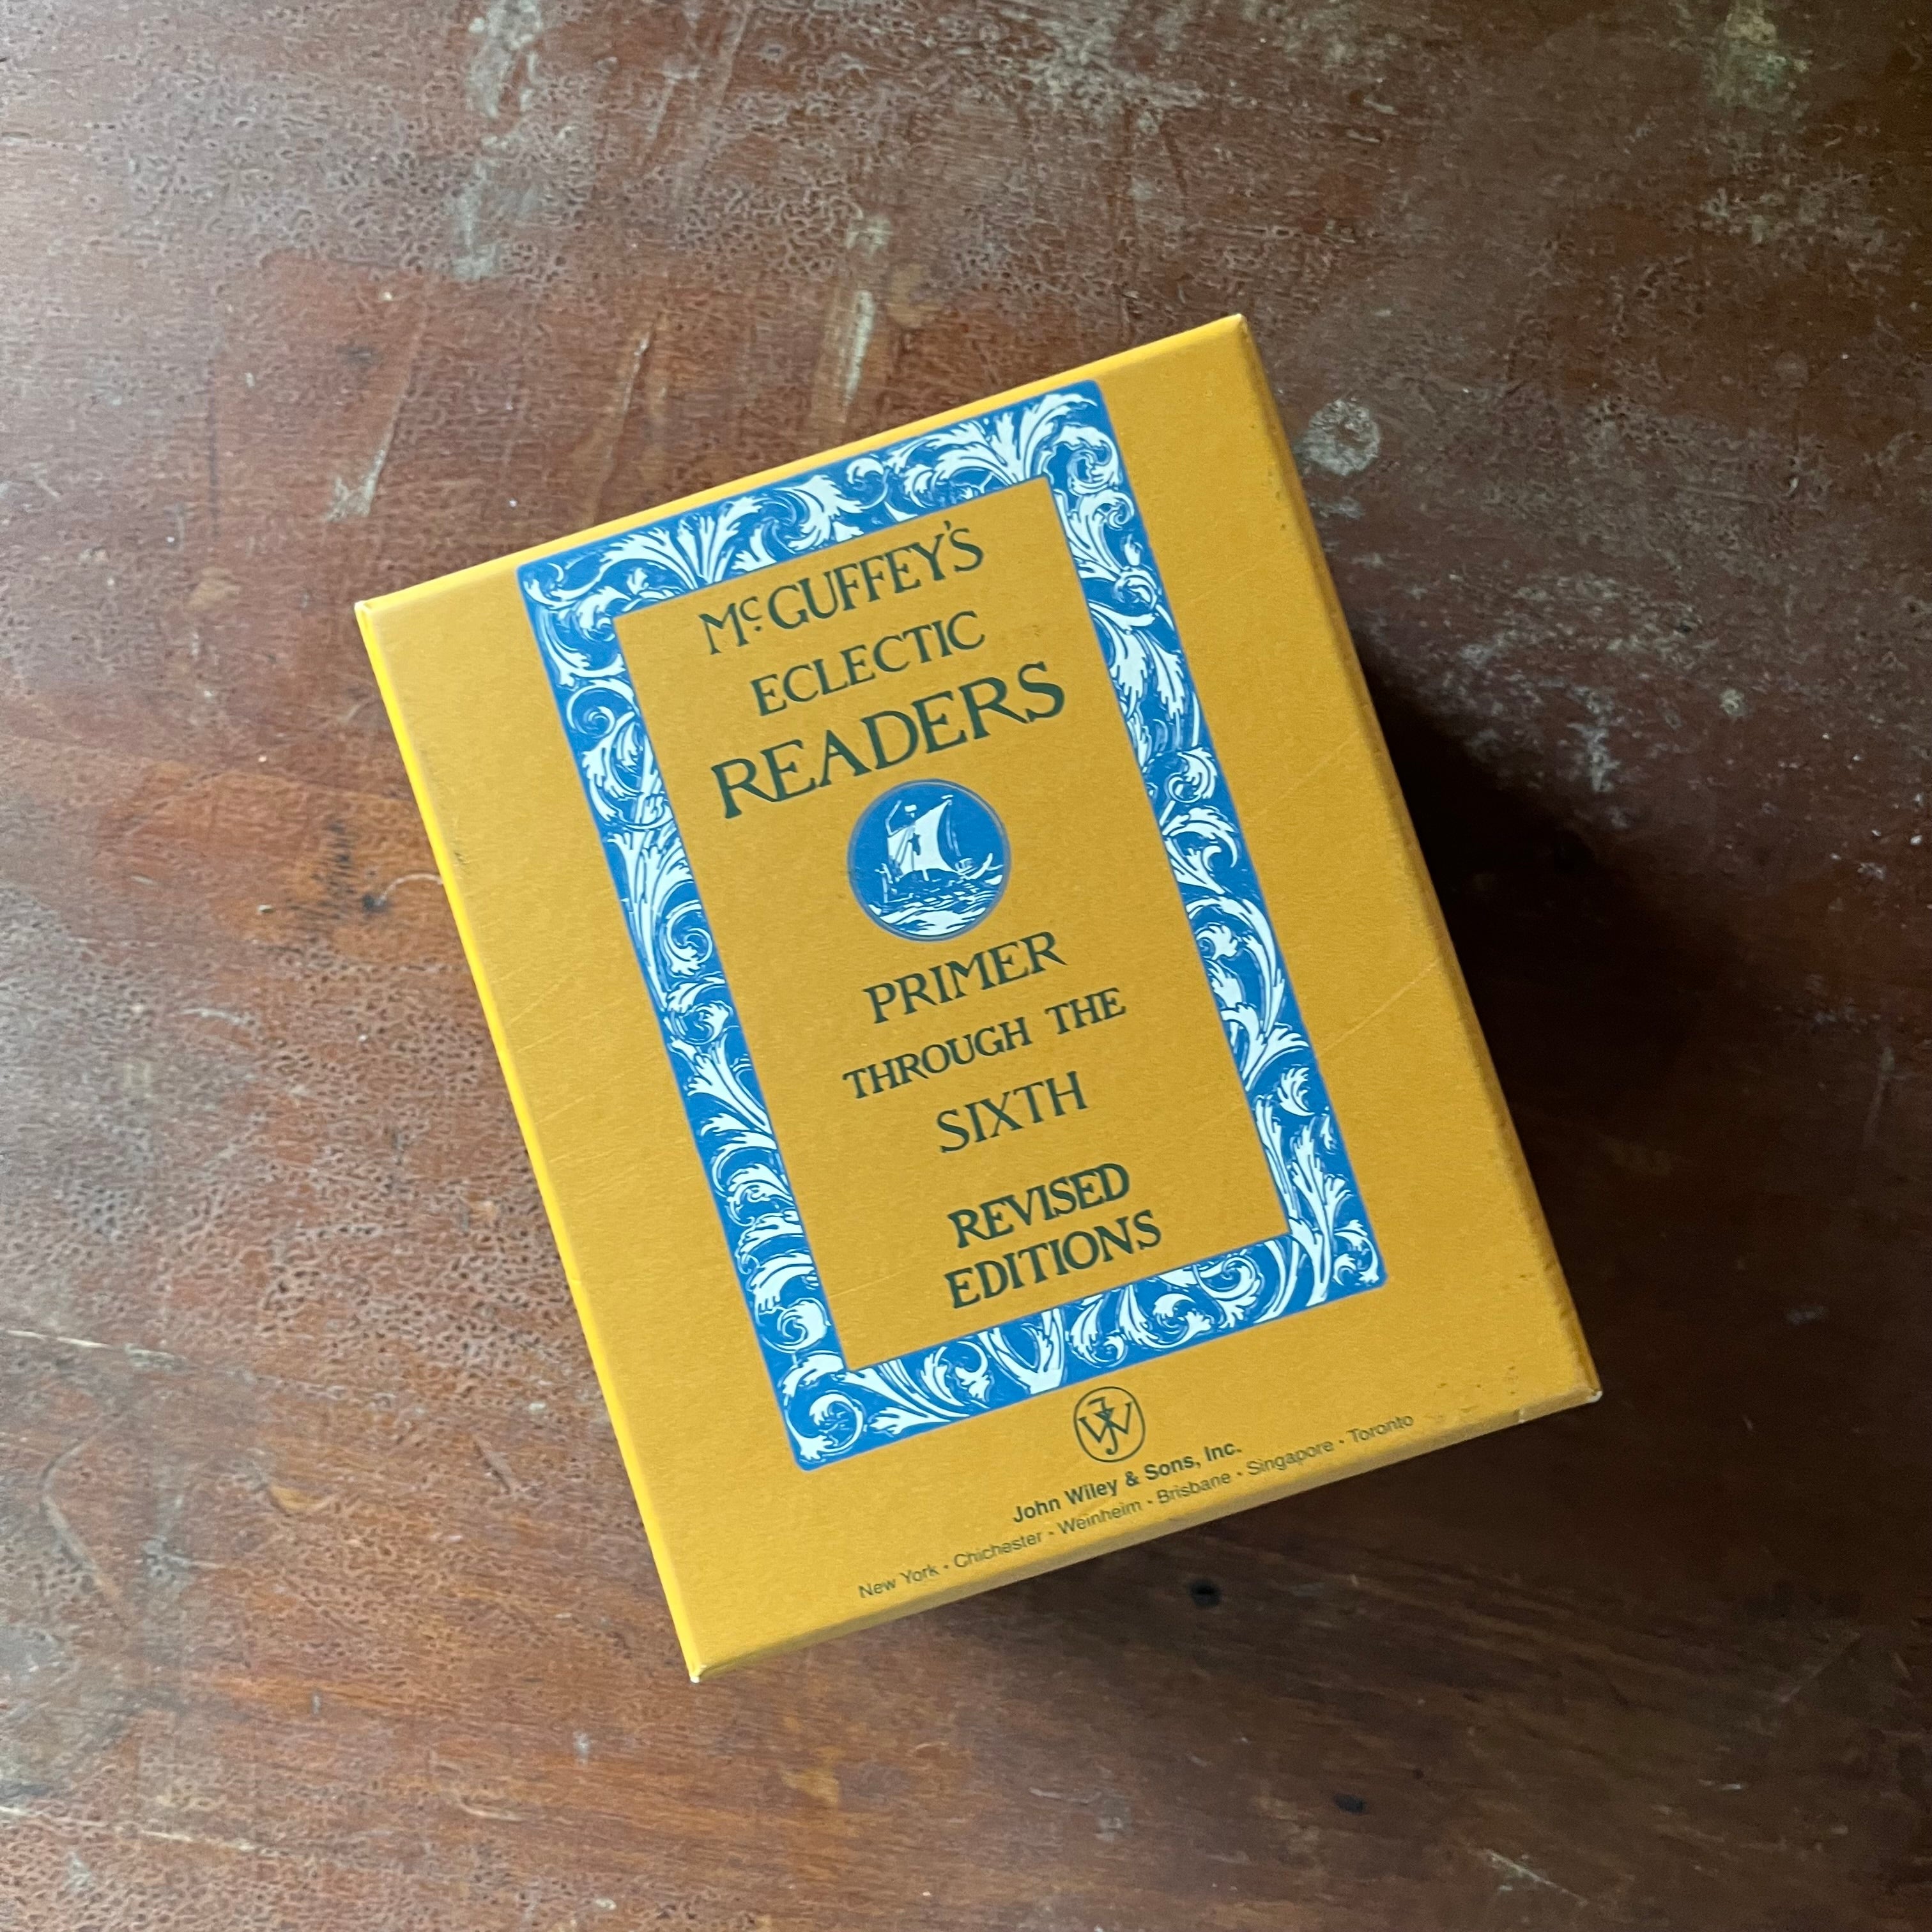 McGUFFEY'S
ECLECTIC
READERS
PRIMER
THROUGH THE
SIXTH
REVISED
EDITIONS
JW
John Wiley & Sons, Inc.
New York • Chichester • Weinheim • Brisbane • Singapore • Toronto